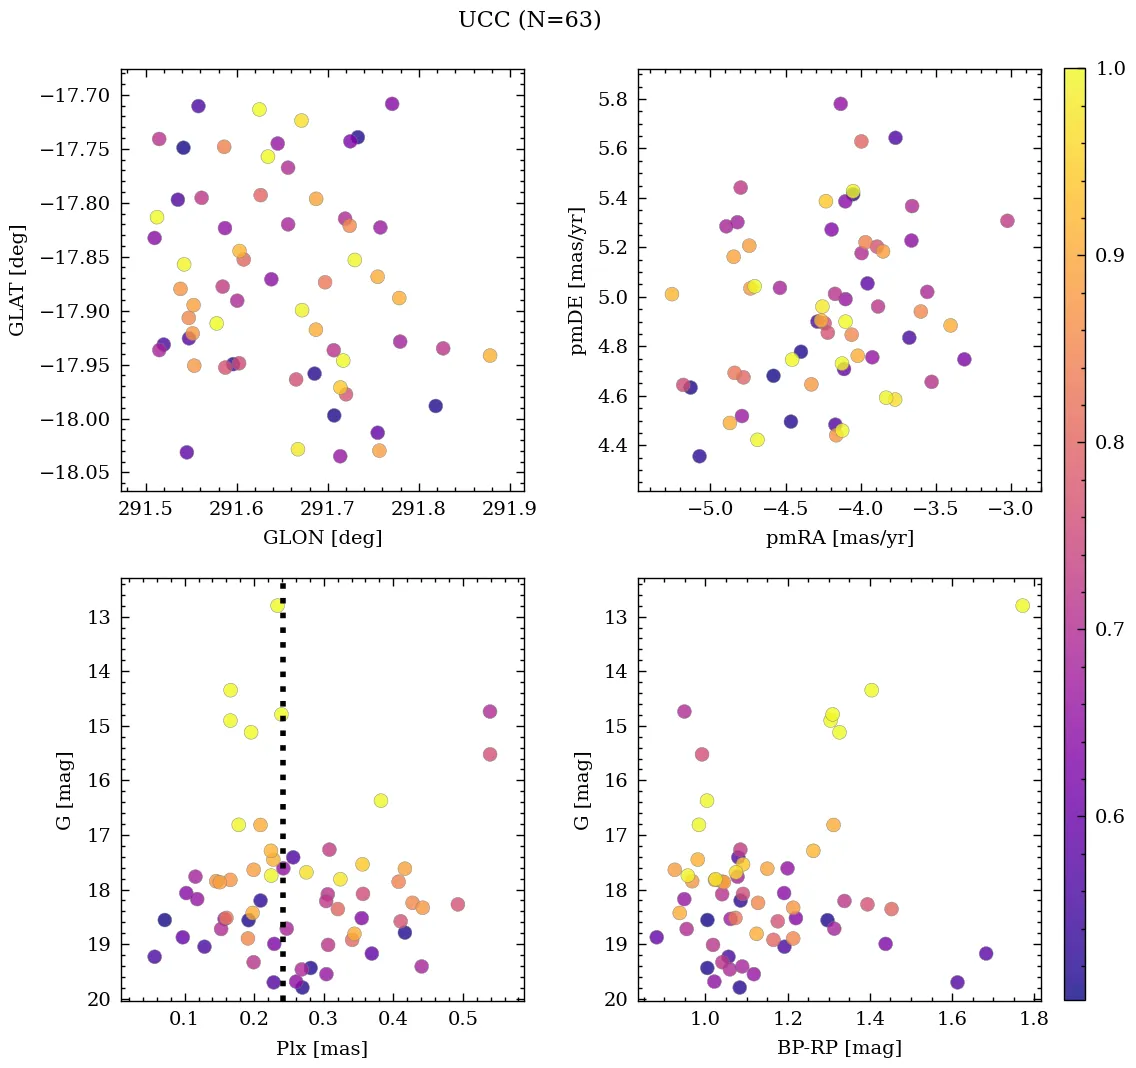 UCC (N=63)
−17.70
−17.75
−17.80
−17.85
−17.90
−17.95
−18.00
−18.05
GLAT [deg]
291.5 291.6 291.7 291.8 291.9
GLON [deg]
5.8
5.6
5.4
5.2
5.0
4.8
4.6
4.4
pmDE [mas/yr]
−5.0 −4.5 −4.0 −3.5 −3.0
pmRA [mas/yr]
13
14
15
16
17
18
19
20
G [mag]
0.1 0.2 0.3 0.4 0.5
Plx [mas]
13
14
15
16
17
18
19
20
G [mag]
1.0 1.2 1.4 1.6 1.8
BP-RP [mag]
1.0
0.9
0.8
0.7
0.6